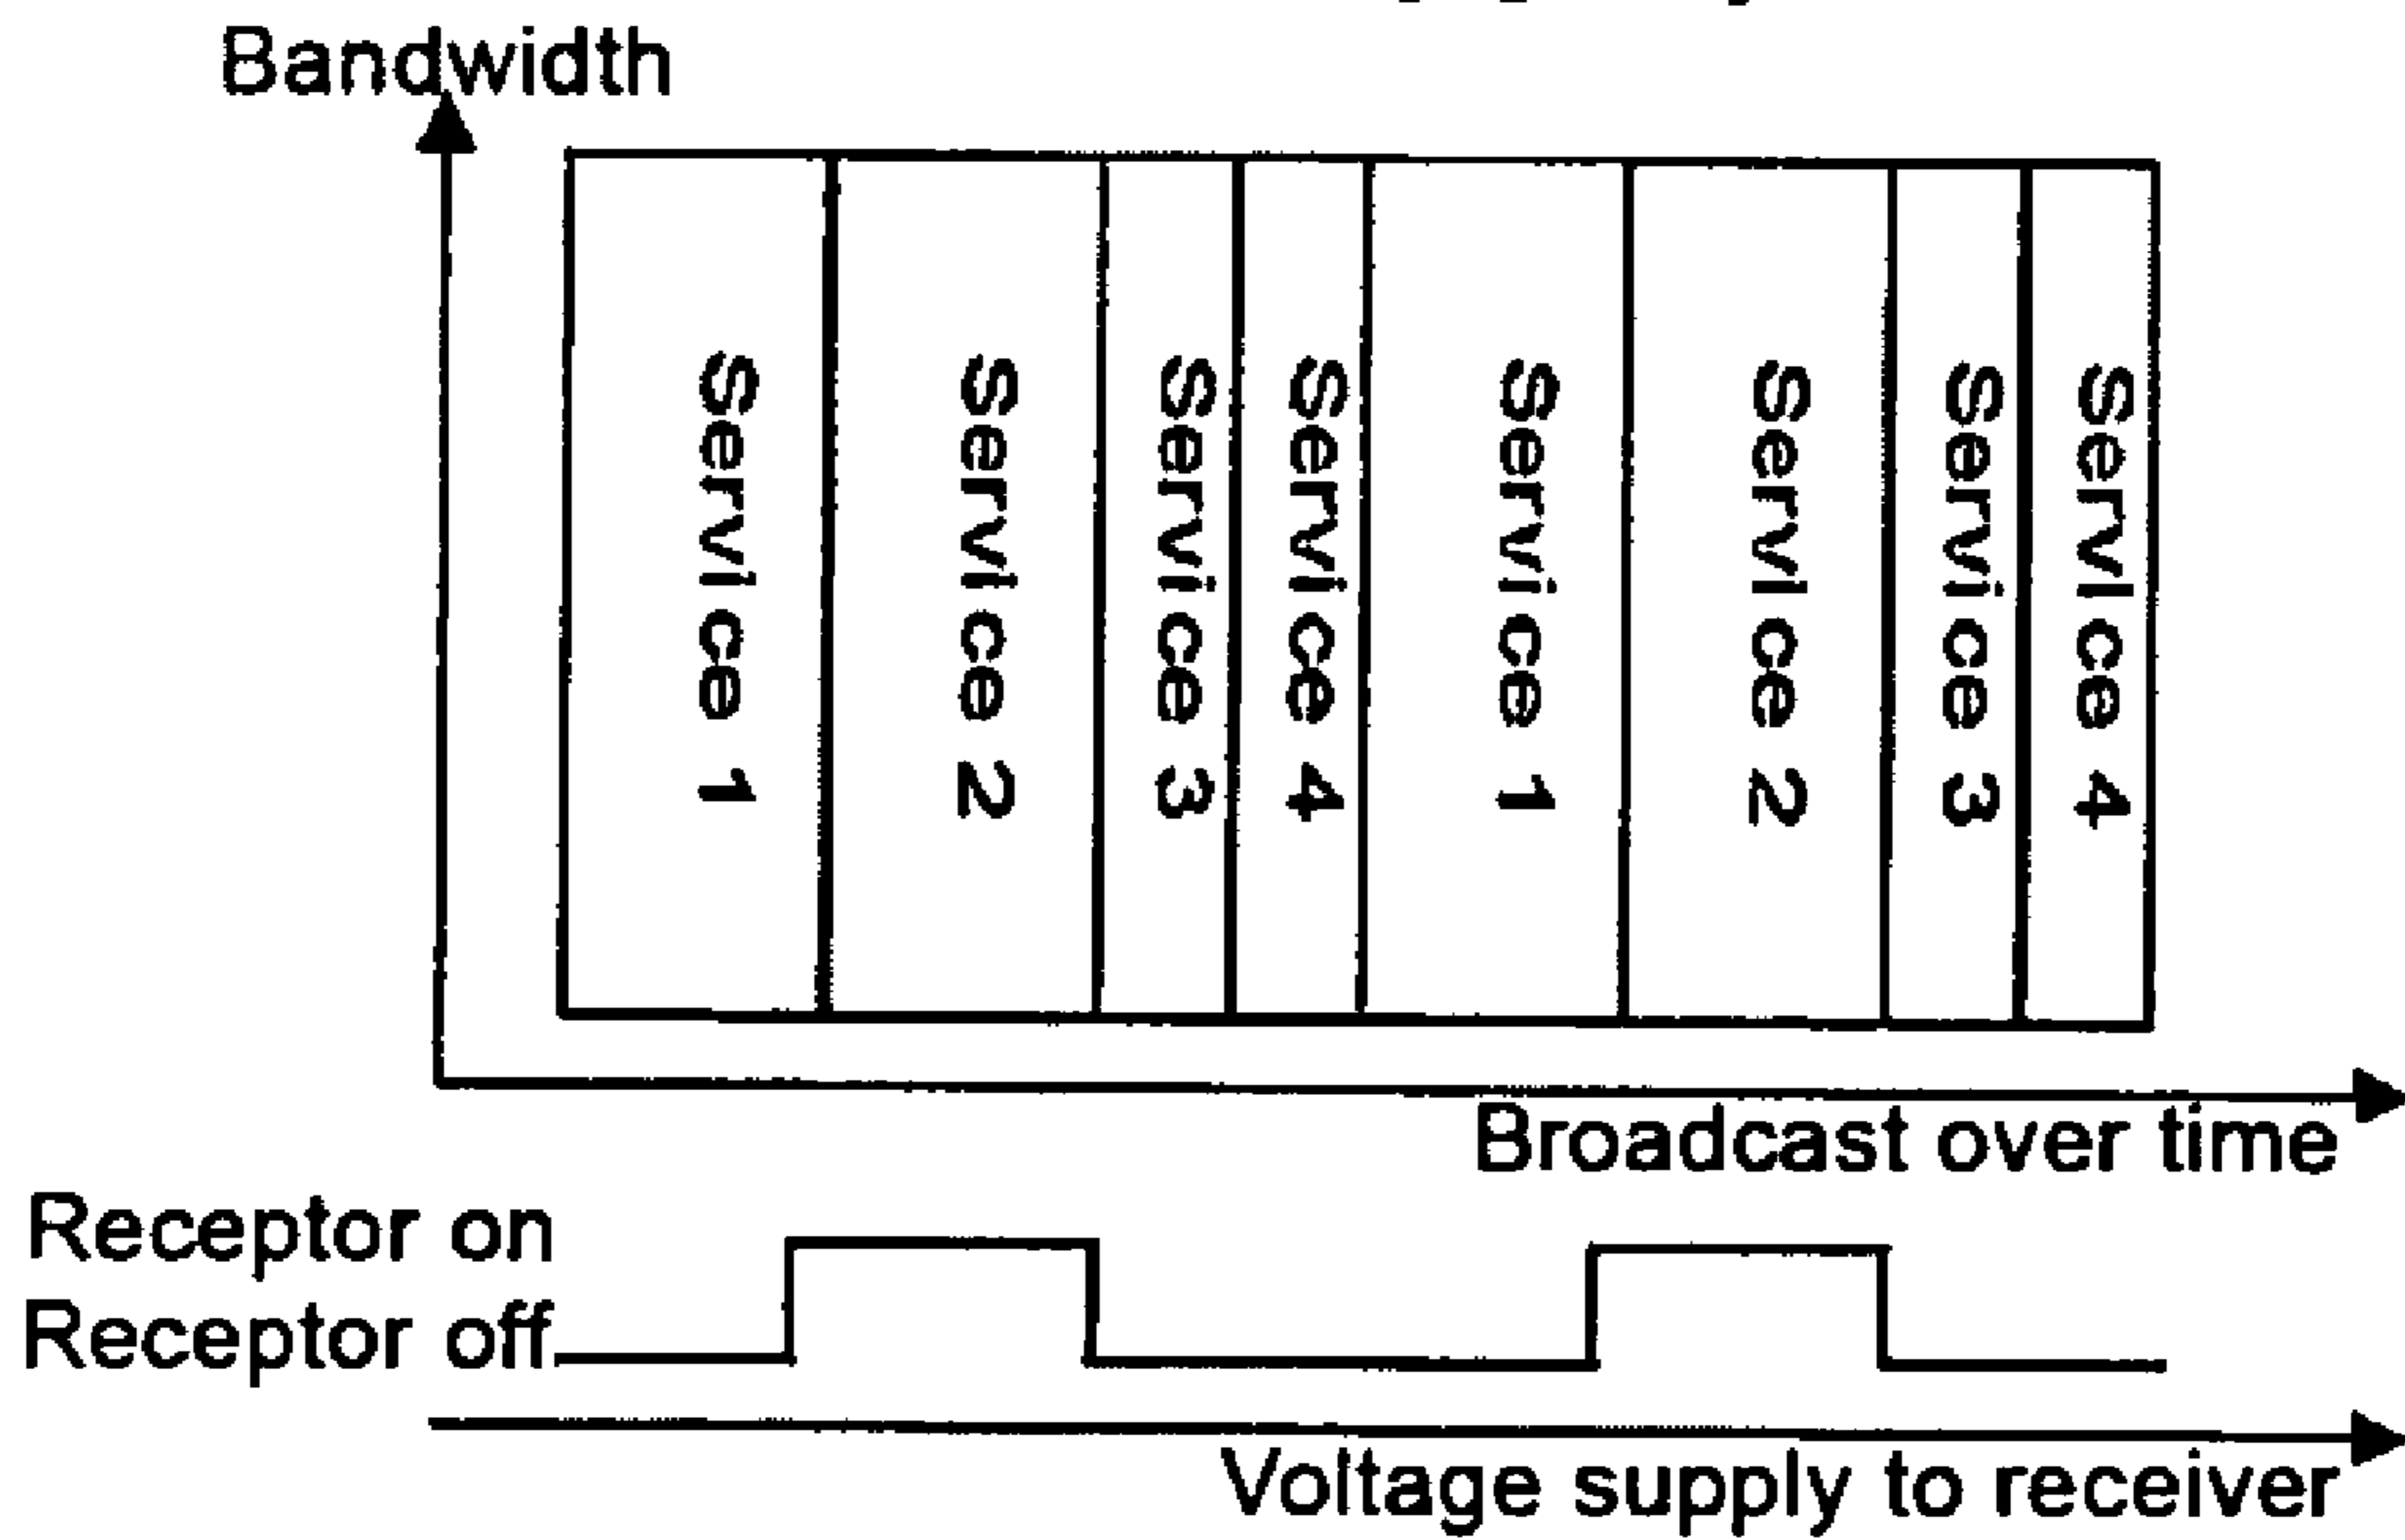 Bandwidth
Service 1
Service 2
Service 3
Service 4
Service 1
Service 2
Service 3
Service 4
Broadcast over time
Receptor on
Receptor off
Voltage supply to receiver